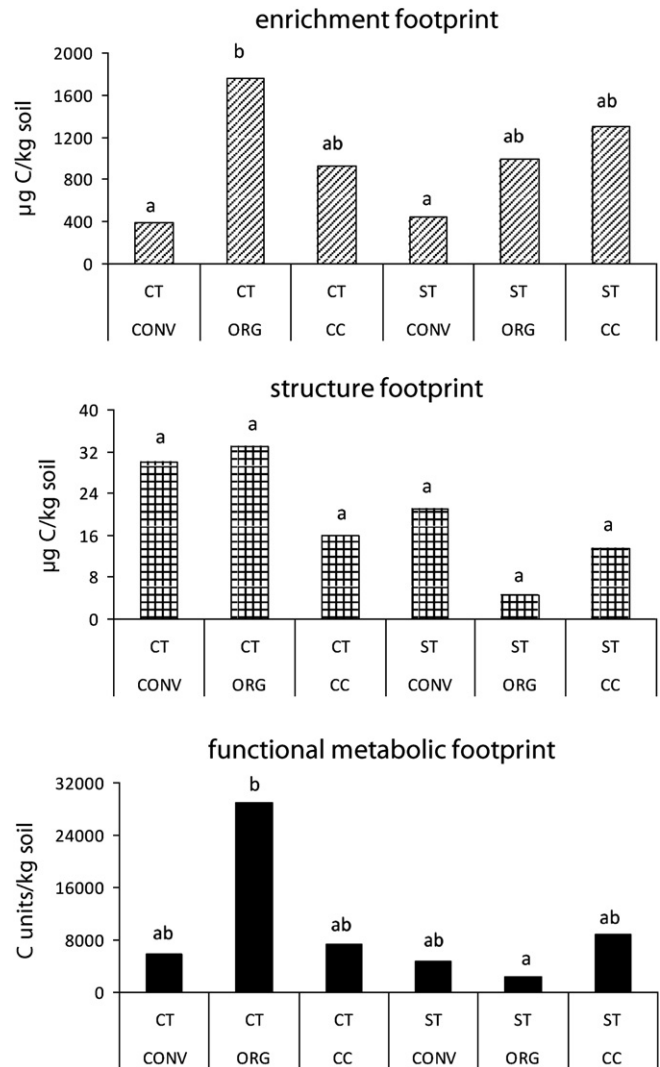 enrichment footprint
µg C/kg soil
2000
1600
1200
800
400
0
a
b
ab
a
ab
ab
CT CT CT ST ST ST
CONV ORG CC CONV ORG CC
structure footprint
µg C/kg soil
40
32
24
16
8
0
a
a
a
a
a
a
CT CT CT ST ST ST
CONV ORG CC CONV ORG CC
functional metabolic footprint
C units/kg soil
32000
24000
16000
8000
0
ab
b
ab
ab
a
ab
CT CT CT ST ST ST
CONV ORG CC CONV ORG CC